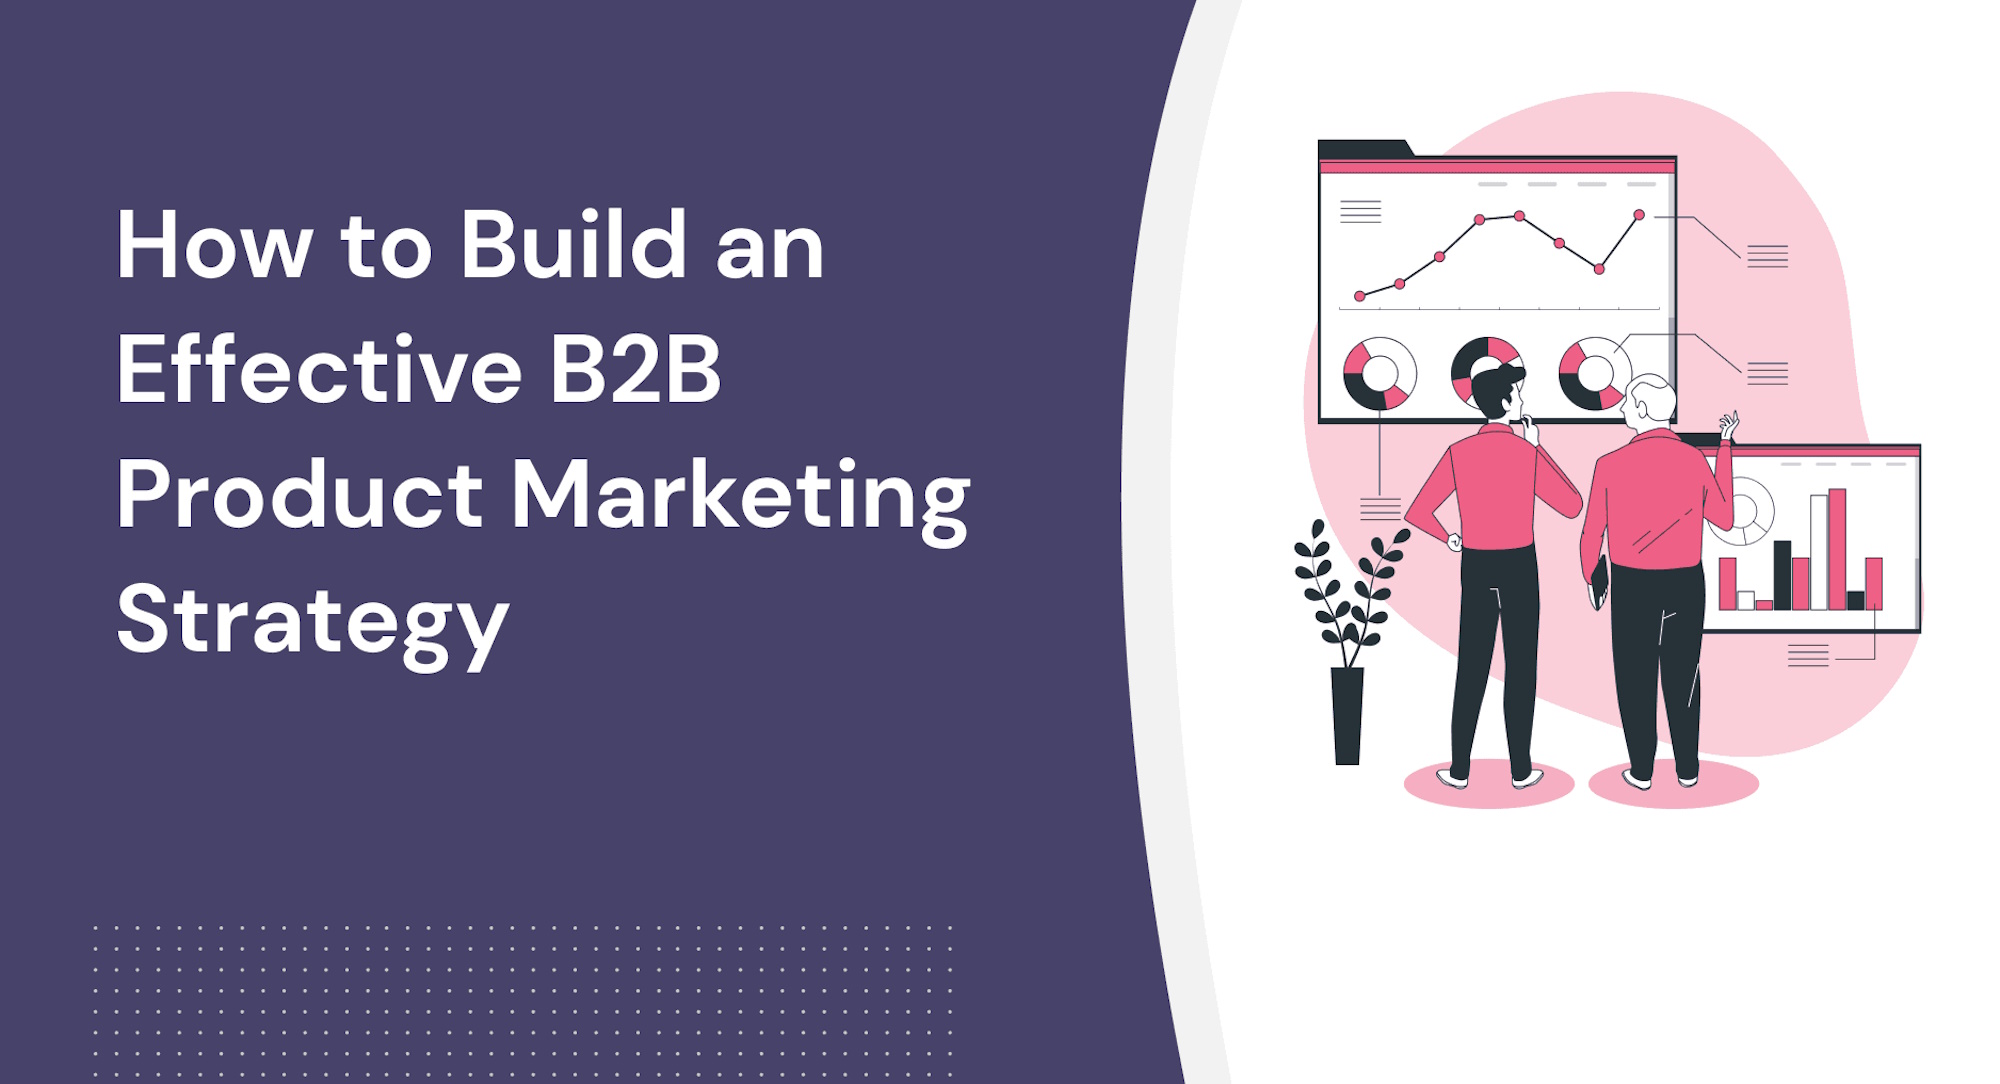 How to Build an
Effective B2B
Product Marketing
Strategy